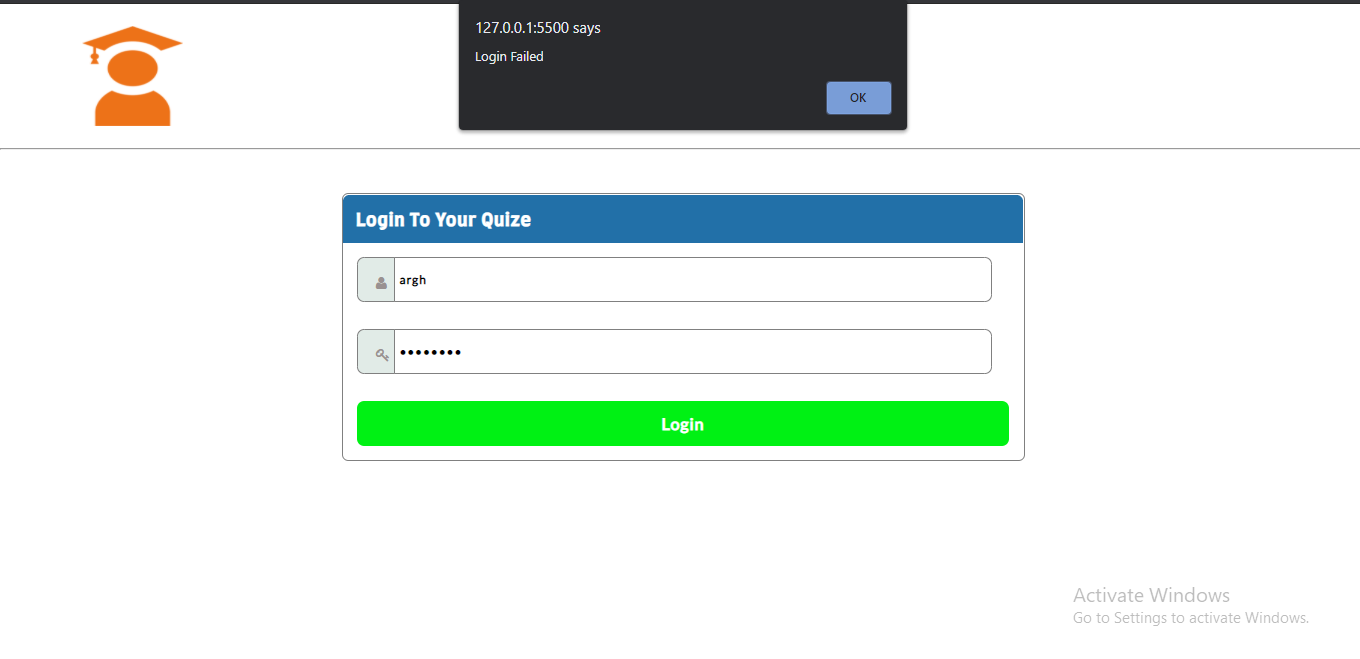 127.0.0.1:5500 says
Login Failed
OK
Login To Your Quize
argh
••••••••
Login
Activate Windows
Go to Settings to activate Windows.